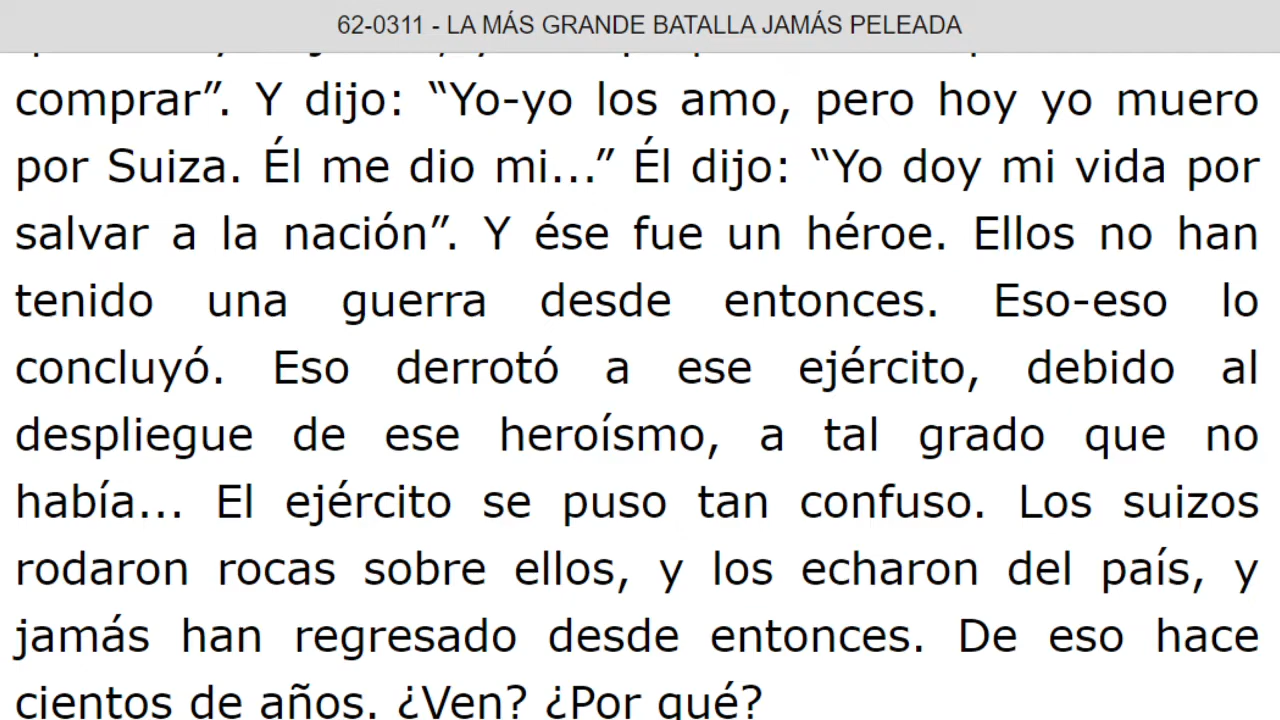 62-0311 - LA MÁS GRANDE BATALLA JAMÁS PELEADA
comprar”. Y dijo: “Yo-yo los amo, pero hoy yo muero
por Suiza. Él me dio mi...” Él dijo: “Yo doy mi vida por
salvar a la nación”. Y ése fue un héroe. Ellos no han
tenido una guerra desde entonces. Eso-eso lo
concluyó. Eso derrotó a ese ejército, debido al
despliegue de ese heroísmo, a tal grado que no
había... El ejército se puso tan confuso. Los suizos
rodaron rocas sobre ellos, y los echaron del país, y
jamás han regresado desde entonces. De eso hace
cientos de años. ¿Ven? ¿Por qué?